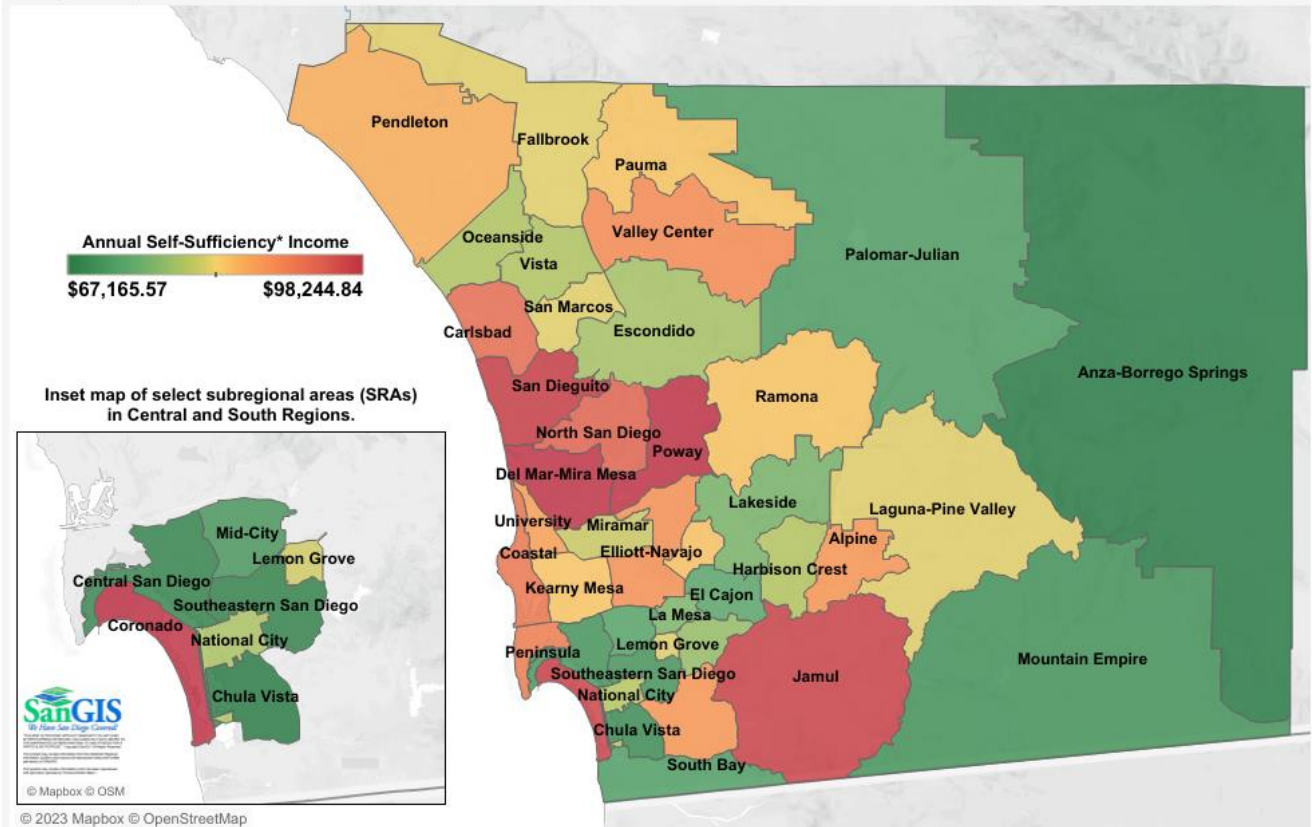 Pendleton
Fallbrook
Pauma
Valley Center
Oceanside
Vista
Palomar-Julian
Annual Self-Sufficiency* Income
$67,165.57 $98,244.84
San Marcos
Escondido
Carlsbad
Anza-Borrego Springs
San Dieguito
Ramona
North San Diego
Poway
Del Mar-Mira Mesa
Lakeside
Laguna-Pine Valley
University
Miramar
Alpine
Coastal
Elliott-Navajo
Harbison Crest
Kearny Mesa
El Cajon
La Mesa
Lemon Grove
Peninsula
Southeastern San Diego
Jamul
Mountain Empire
National City
Chula Vista
South Bay
Inset map of select subregional areas (SRAs)
in Central and South Regions.
Mid-City
Lemon Grove
Central San Diego
Southeastern San Diego
Coronado
National City
Chula Vista
SanGIS
We Have San Diego Covered!
© Mapbox © OSM
© 2023 Mapbox © OpenStreetMap